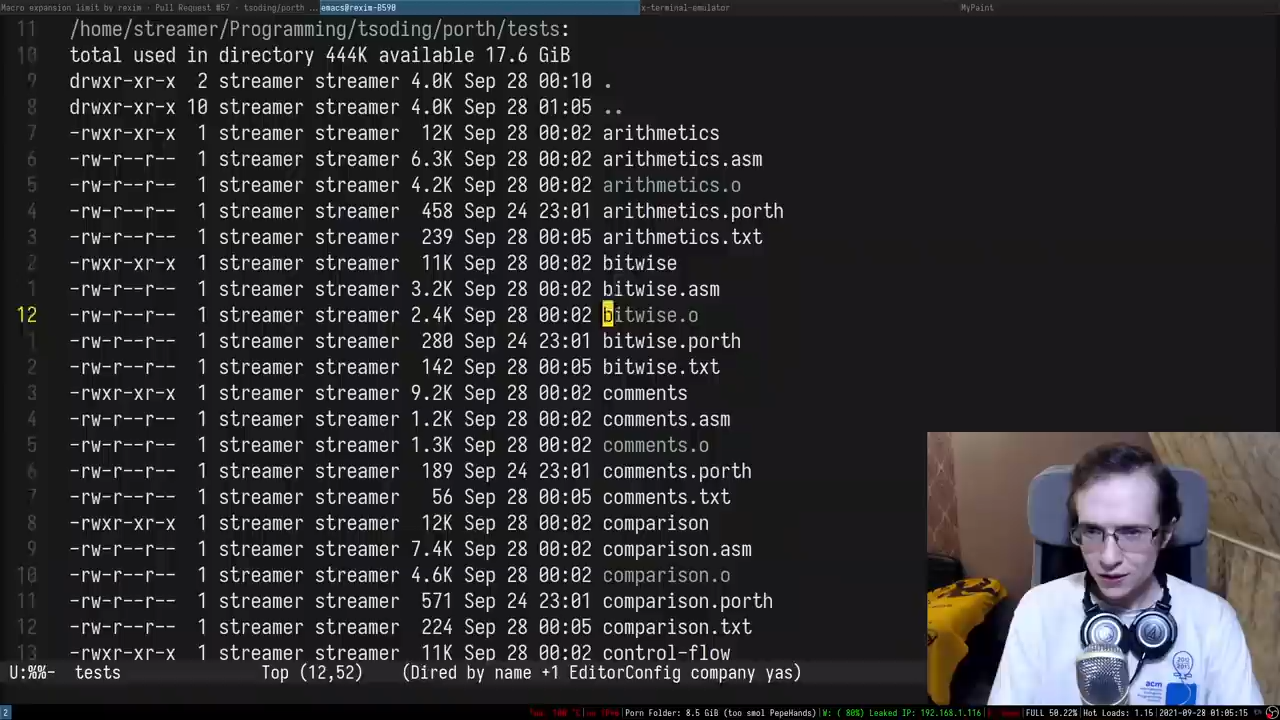 Macro expansion limit by rexim · Pull Request #57 · tsoding/porth ... emacs@rexim-B590 x-terminal-emulator MyPaint
11 /home/streamer/Programming/tsoding/porth/tests:
10 total used in directory 444K available 17.6 GiB
9 drwxr-xr-x 2 streamer streamer 4.0K Sep 28 00:10 .
8 drwxr-xr-x 10 streamer streamer 4.0K Sep 28 01:05 ..
7 -rwxr-xr-x 1 streamer streamer 12K Sep 28 00:02 arithmetics
6 -rw-r--r-- 1 streamer streamer 6.3K Sep 28 00:02 arithmetics.asm
5 -rw-r--r-- 1 streamer streamer 4.2K Sep 28 00:02 arithmetics.o
4 -rw-r--r-- 1 streamer streamer 458 Sep 24 23:01 arithmetics.porth
3 -rw-r--r-- 1 streamer streamer 239 Sep 28 00:05 arithmetics.txt
2 -rwxr-xr-x 1 streamer streamer 11K Sep 28 00:02 bitwise
1 -rw-r--r-- 1 streamer streamer 3.2K Sep 28 00:02 bitwise.asm
12 -rw-r--r-- 1 streamer streamer 2.4K Sep 28 00:02 bitwise.o
1 -rw-r--r-- 1 streamer streamer 280 Sep 24 23:01 bitwise.porth
2 -rw-r--r-- 1 streamer streamer 142 Sep 28 00:05 bitwise.txt
3 -rwxr-xr-x 1 streamer streamer 9.2K Sep 28 00:02 comments
4 -rw-r--r-- 1 streamer streamer 1.2K Sep 28 00:02 comments.asm
5 -rw-r--r-- 1 streamer streamer 1.3K Sep 28 00:02 comments.o
6 -rw-r--r-- 1 streamer streamer 189 Sep 24 23:01 comments.porth
7 -rw-r--r-- 1 streamer streamer 56 Sep 28 00:05 comments.txt
8 -rwxr-xr-x 1 streamer streamer 12K Sep 28 00:02 comparison
9 -rw-r--r-- 1 streamer streamer 7.4K Sep 28 00:02 comparison.asm
10 -rw-r--r-- 1 streamer streamer 4.6K Sep 28 00:02 comparison.o
11 -rw-r--r-- 1 streamer streamer 571 Sep 24 23:01 comparison.porth
12 -rw-r--r-- 1 streamer streamer 224 Sep 28 00:05 comparison.txt
13 -rwxr-xr-x 1 streamer streamer 11K Sep 28 00:02 control-flow
U:%%- tests Top (12,52) (Dired by name +1 EditorConfig company yas)
acm
2 Porn Folder: 8.5 GiB (too smol PepeHands) W: ( 80%) Leaked IP: 192.168.1.116 FULL 50.22% Hot Loads: 1.15 2021-09-28 01:05:15